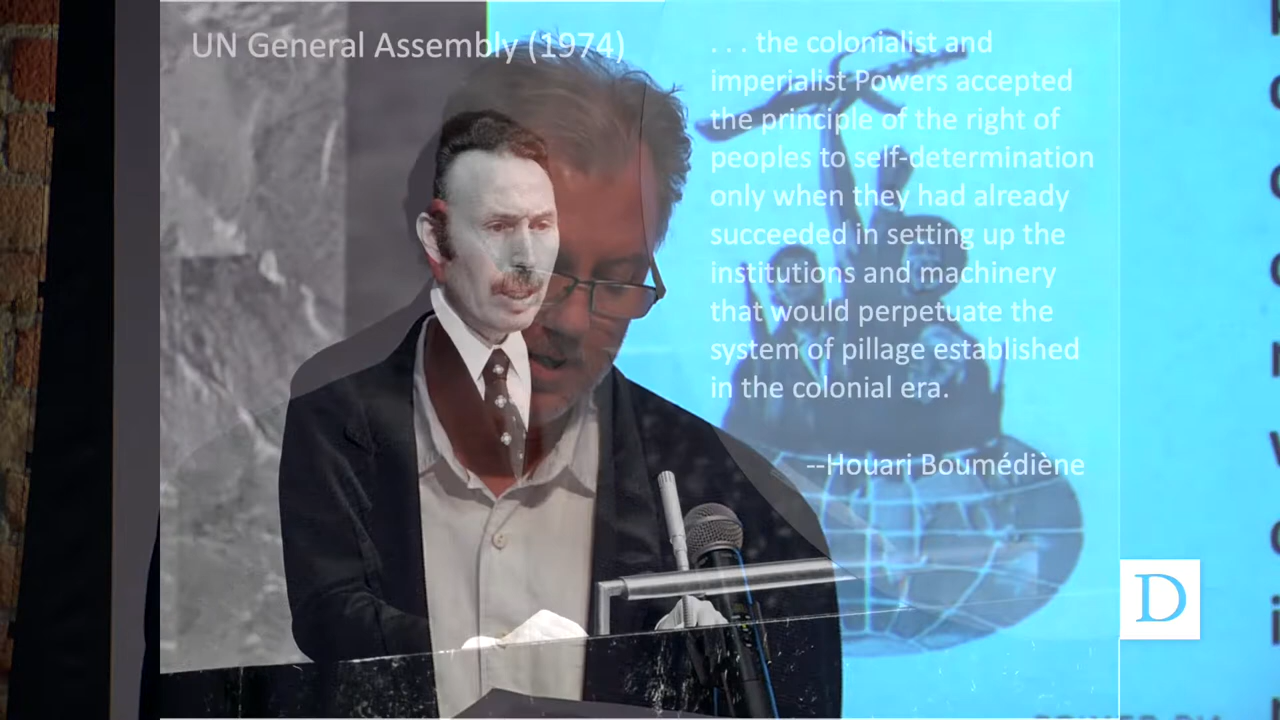 UN General Assembly (1974)
. . . the colonialist and
imperialist Powers accepted
the principle of the right of
peoples to self-determination
only when they had already
succeeded in setting up the
institutions and machinery
that would perpetuate the
system of pillage established
in the colonial era.
--Houari Boumédiène
D